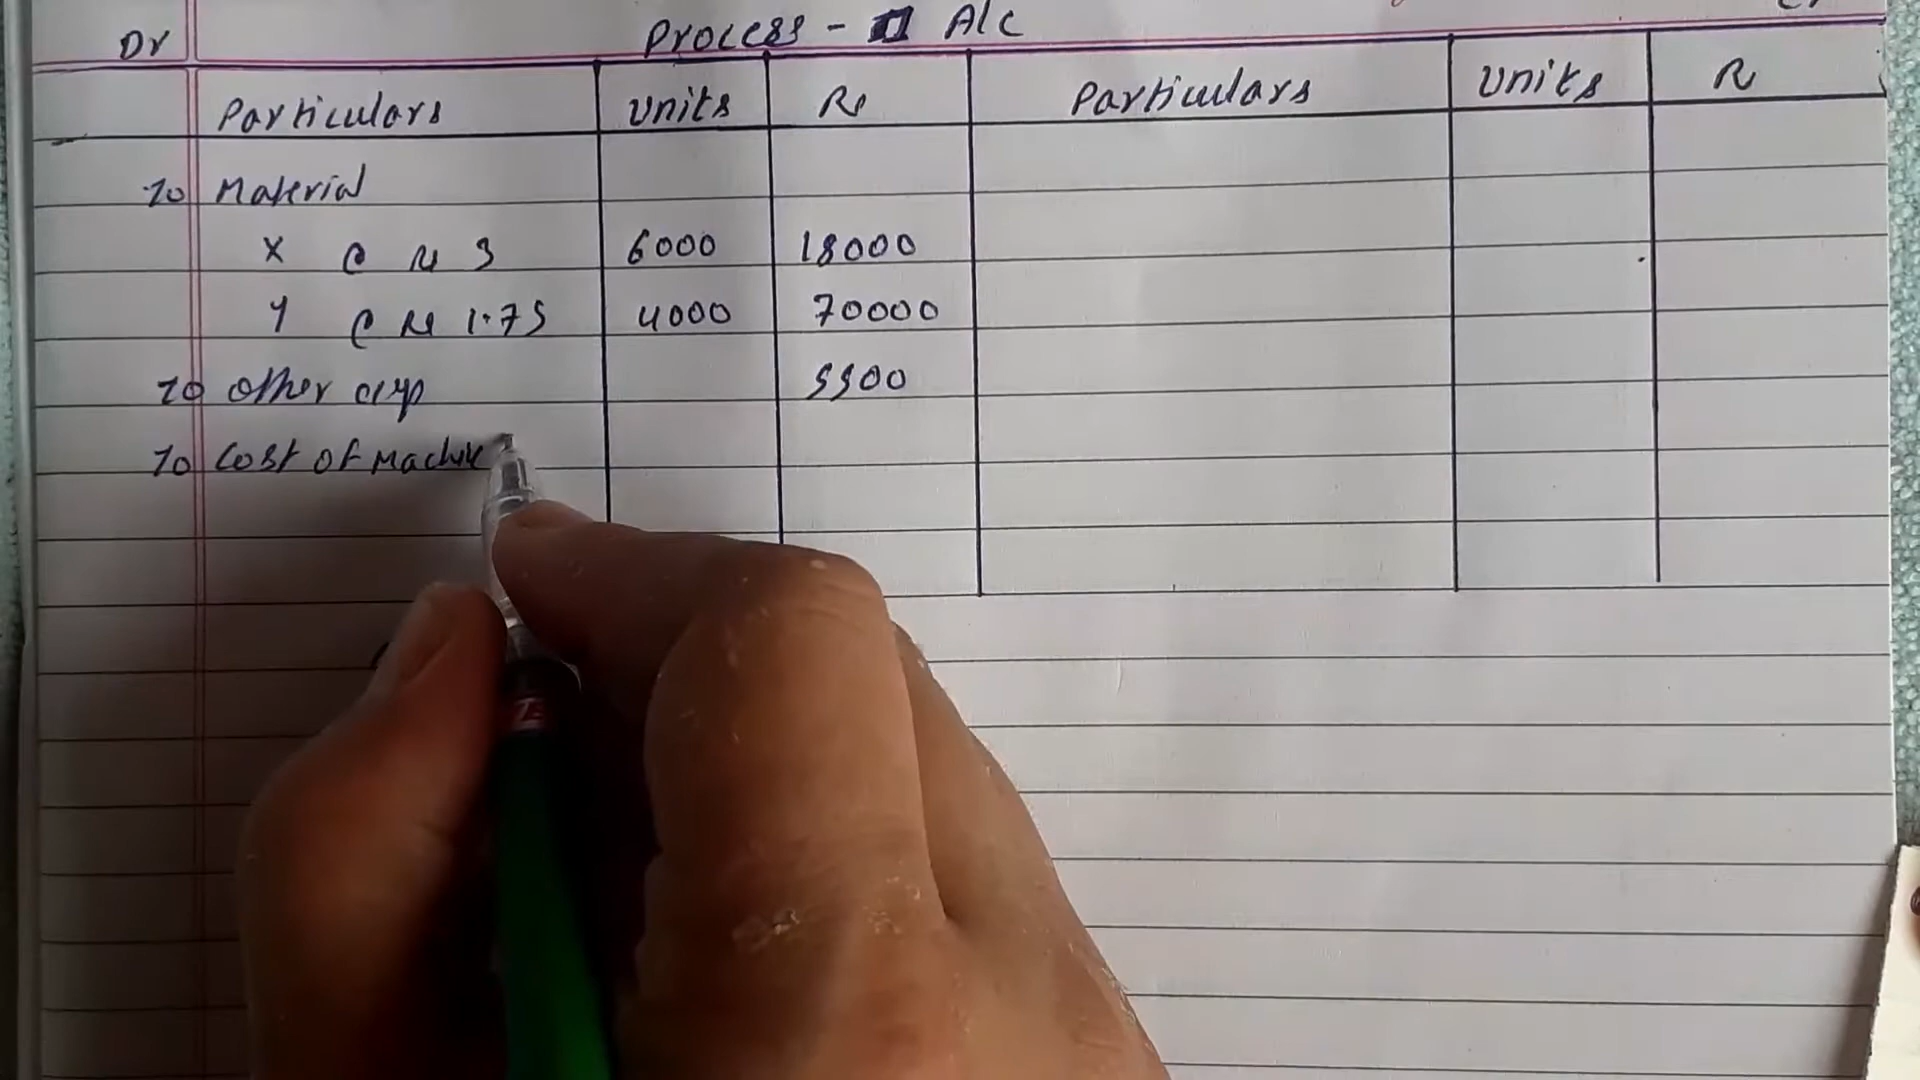 Dr Process - A/c Cr
Particulars Units Rs Particulars Units R
To Material
X @ Rs 3 6000 18000
Y @ Rs 1.75 4000 70000
To Other exp 5500
To Cost of Machine